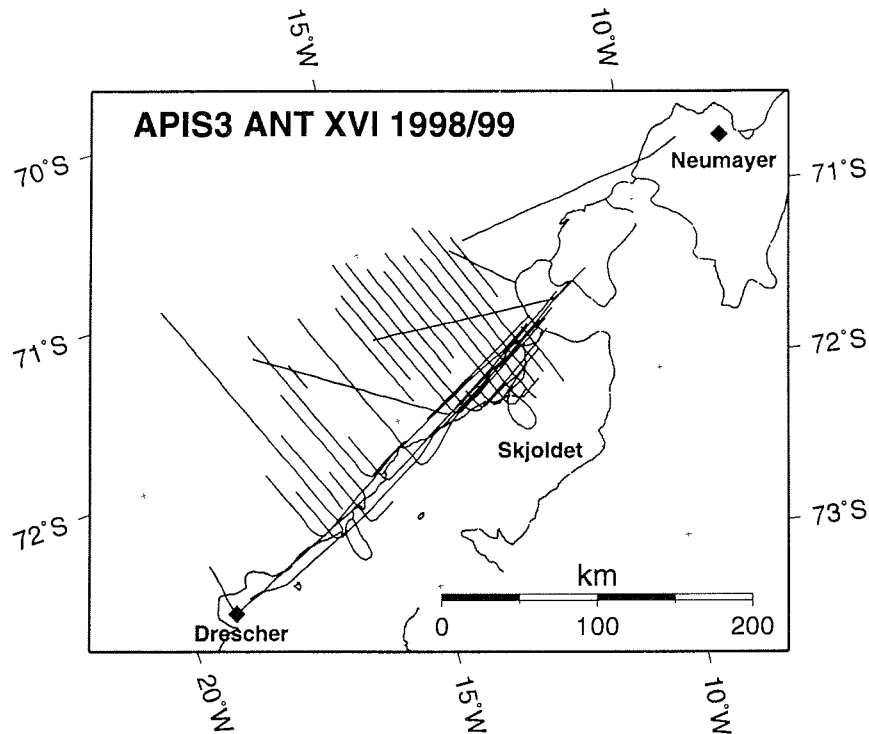 15°W
10°W
APIS3 ANT XVI 1998/99
70°S
71°S
Neumayer
71°S
72°S
Skjoldet
72°S
73°S
km
0 100 200
Drescher
20°W
15°W
10°W